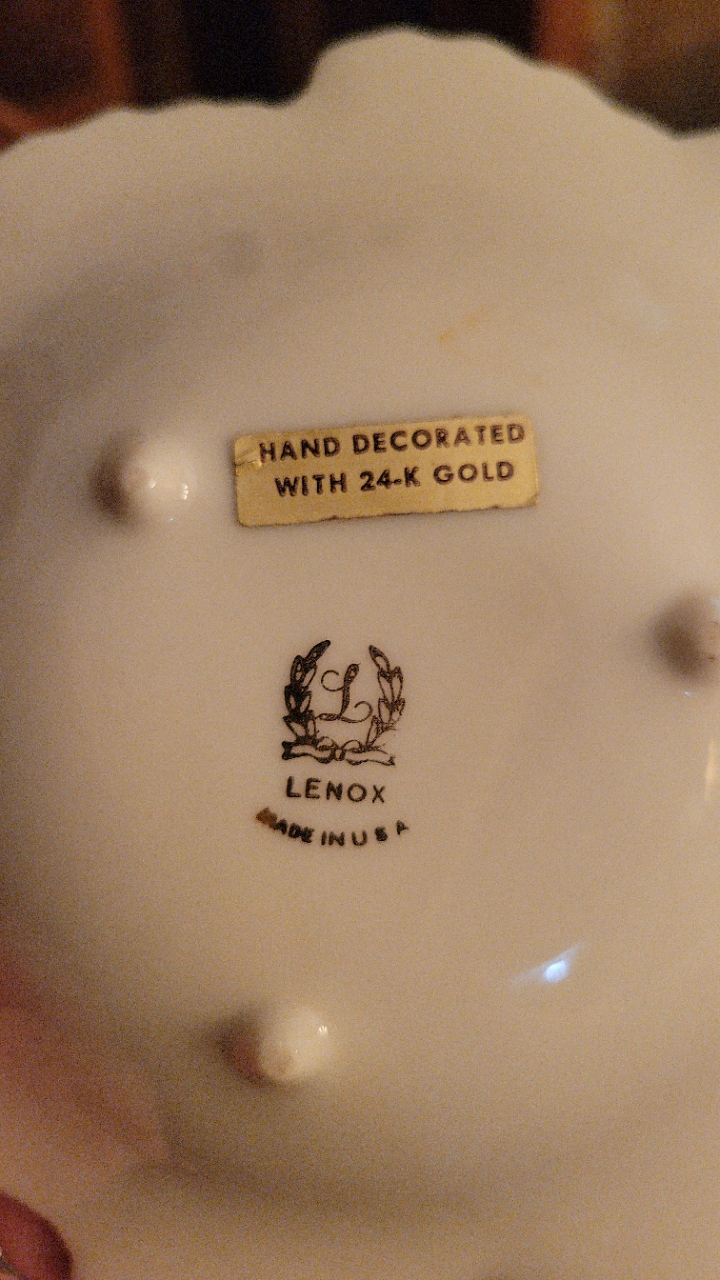 HAND DECORATED
WITH 24-K GOLD
L
LENOX
MADE IN U S A